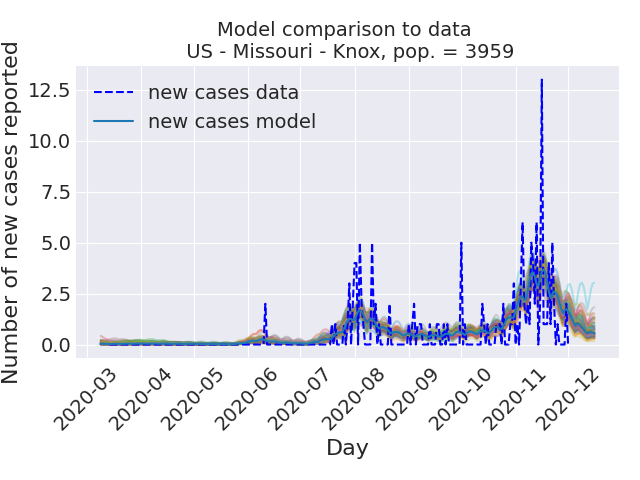 Model comparison to data
US - Missouri - Knox, pop. = 3959
Number of new cases reported
12.5
10.0
7.5
5.0
2.5
0.0
new cases data
new cases model
2020-03
2020-04
2020-05
2020-06
2020-07
2020-08
2020-09
2020-10
2020-11
2020-12
Day